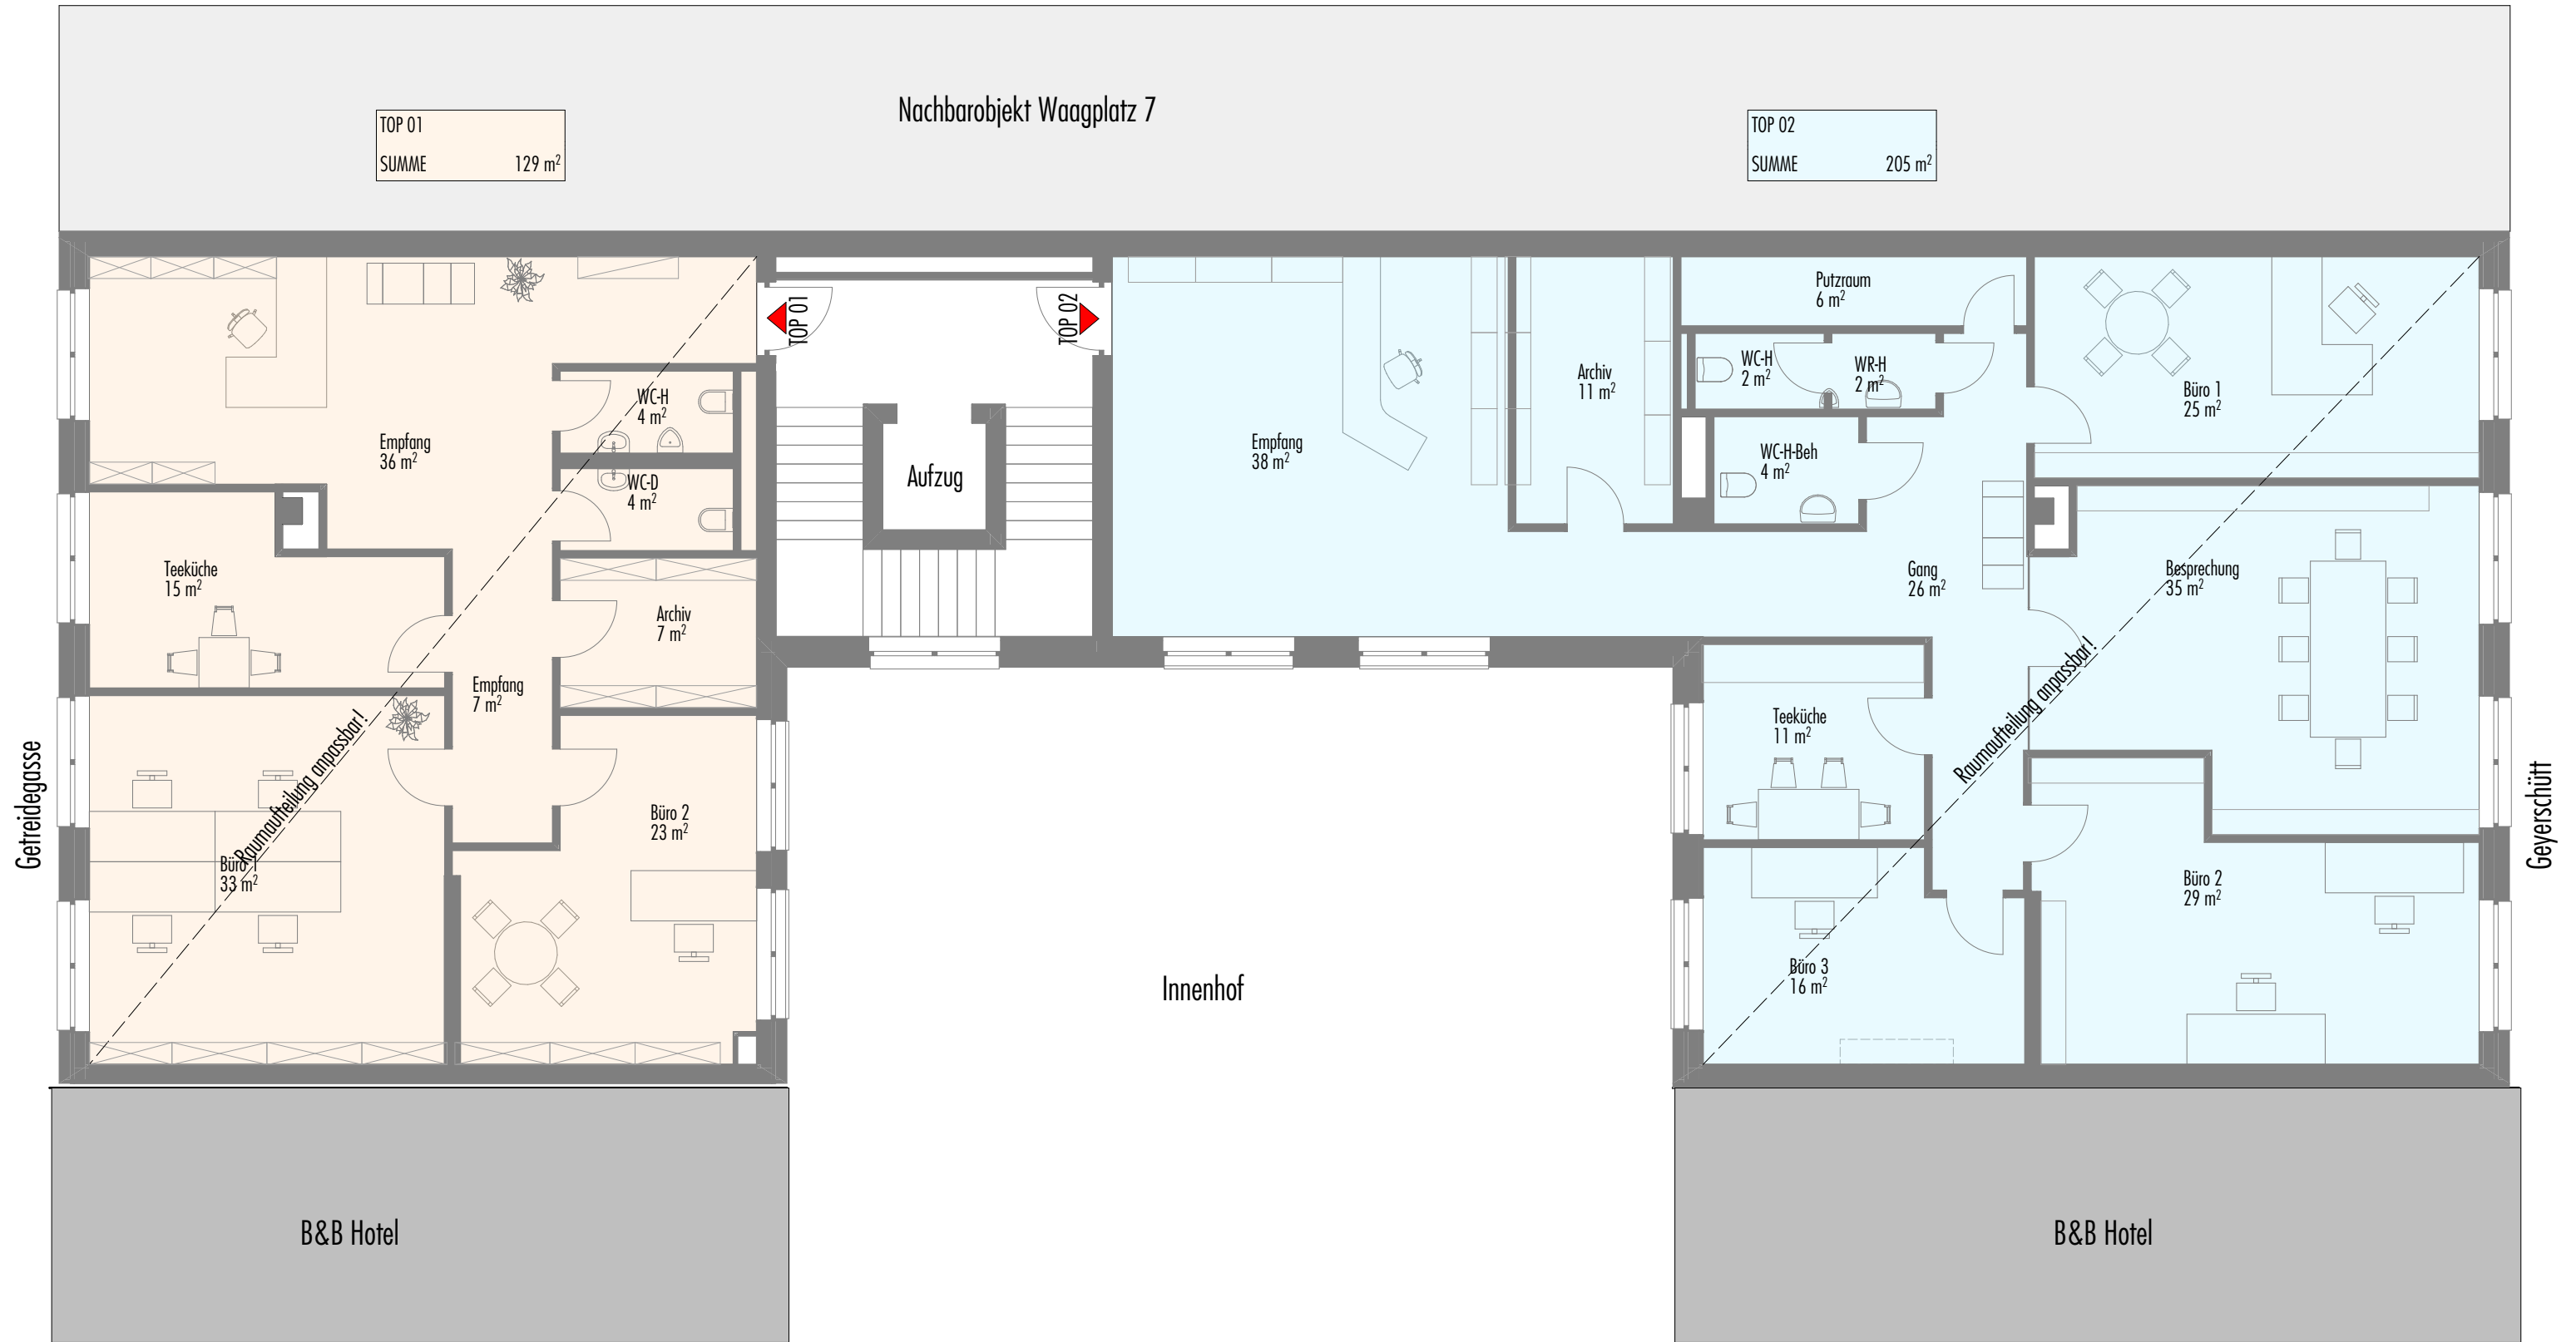 Nachbarobjekt Waagplatz 7
TOP 01
SUMME 129 m²
TOP 02
SUMME 205 m²
TOP 01
TOP 02
Empfang
36 m²
WC-H
4 m²
WC-D
4 m²
Teeküche
15 m²
Archiv
7 m²
Empfang
7 m²
Büro 1
33 m²
Büro 2
23 m²
Raumaufteilung anpassbar!
Aufzug
Empfang
38 m²
Archiv
11 m²
Putzraum
6 m²
WC-H
2 m²
WR-H
2 m²
WC-H-Beh
4 m²
Büro 1
25 m²
Gang
26 m²
Besprechung
35 m²
Teeküche
11 m²
Raumaufteilung anpassbar!
Büro 2
29 m²
Büro 3
16 m²
Getreidegasse
Geyerschütt
Innenhof
B&B Hotel
B&B Hotel